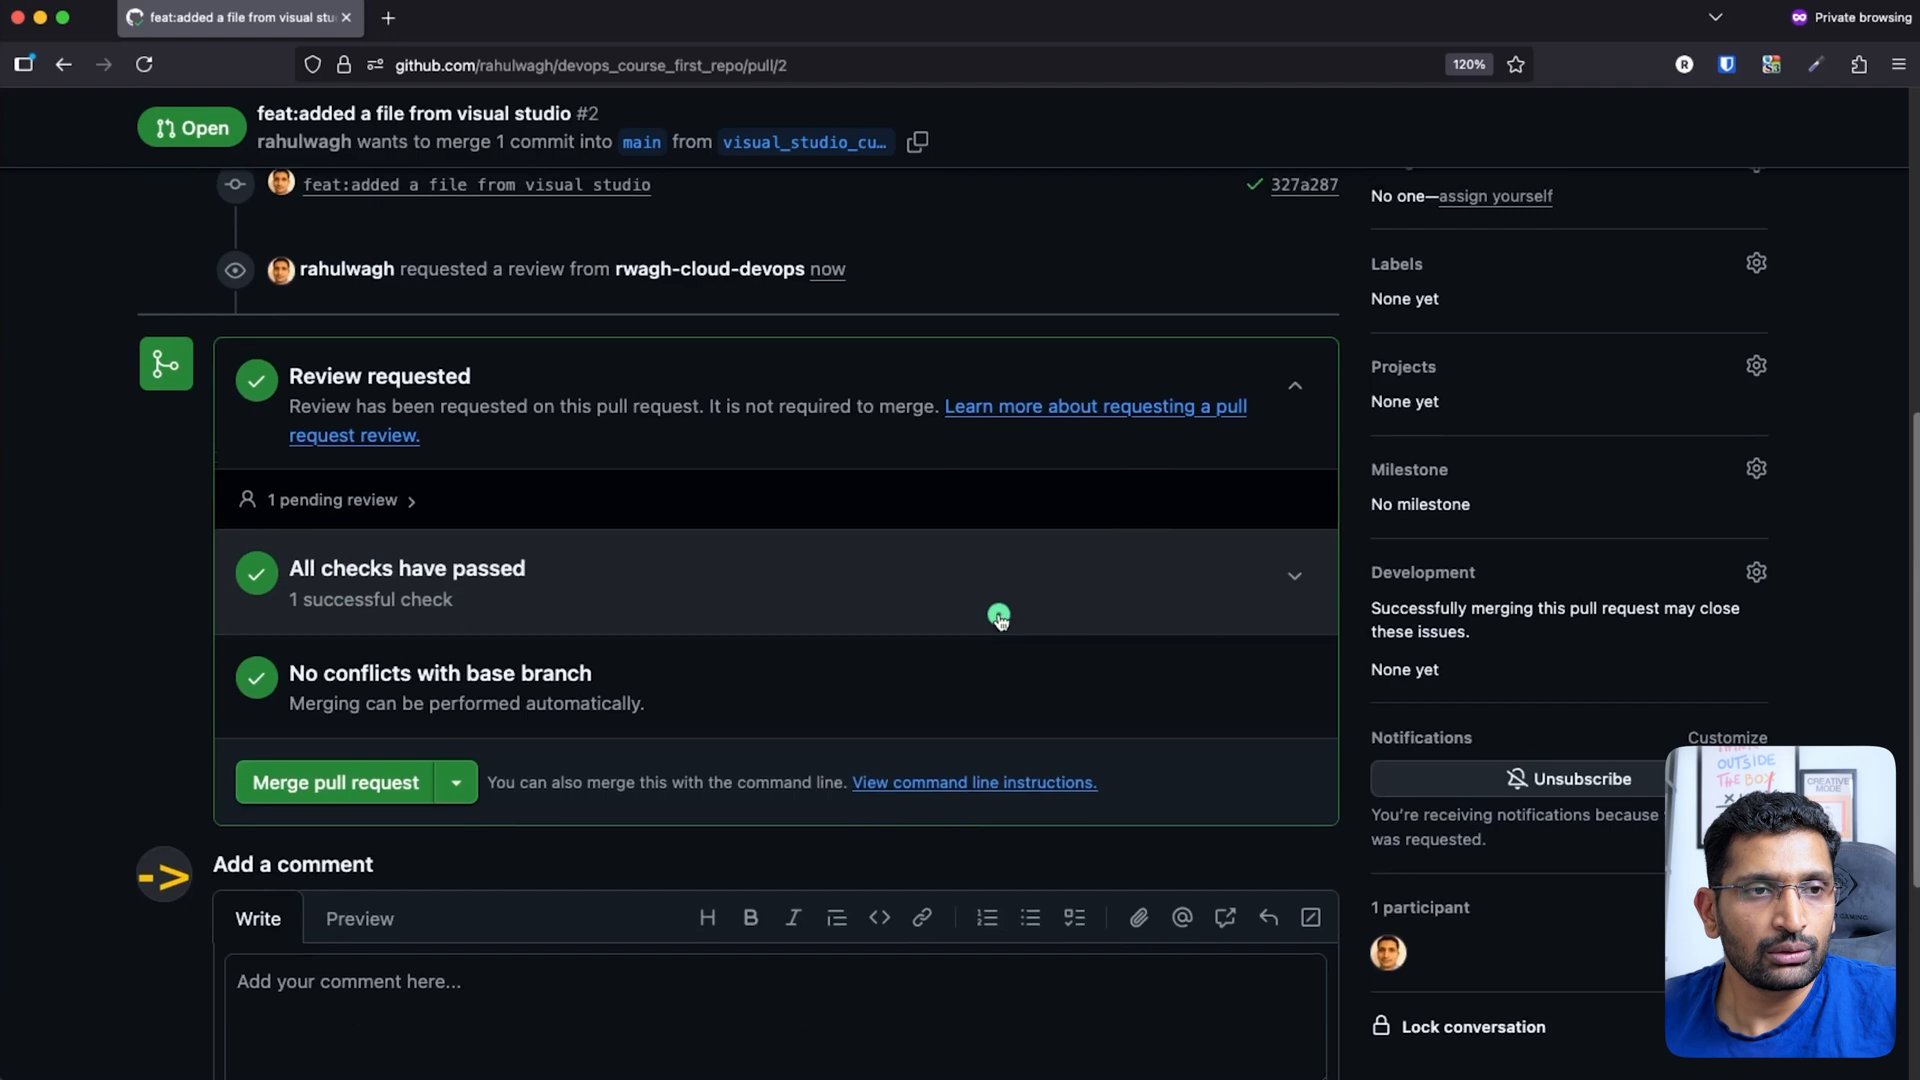 feat:added a file from visual stu
Private browsing
github.com/rahulwagh/devops_course_first_repo/pull/2
120%
R
Open
feat:added a file from visual studio #2
rahulwagh wants to merge 1 commit into main from visual_studio_cu...
feat:added a file from visual studio
327a287
No one—assign yourself
rahulwagh requested a review from rwagh-cloud-devops now
Labels
None yet
Review requested
Review has been requested on this pull request. It is not required to merge. Learn more about requesting a pull
request review.
Projects
None yet
1 pending review
Milestone
No milestone
All checks have passed
1 successful check
Development
Successfully merging this pull request may close
these issues.
None yet
No conflicts with base branch
Merging can be performed automatically.
Notifications
Customize
Merge pull request
You can also merge this with the command line. View command line instructions.
Unsubscribe
You're receiving notifications because
was requested.
OUTSIDE
THE BOX
CREATIVE
MODE
Add a comment
->
Write
Preview
H
B
1 participant
Add your comment here...
Lock conversation
GAMING